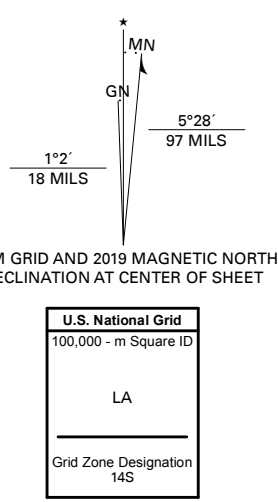 ★
MN
GN
5°28´
97 MILS
1°2´
18 MILS
M GRID AND 2019 MAGNETIC NORTH
ECLINATION AT CENTER OF SHEET
U.S. National Grid
100,000 - m Square ID
LA
Grid Zone Designation
14S